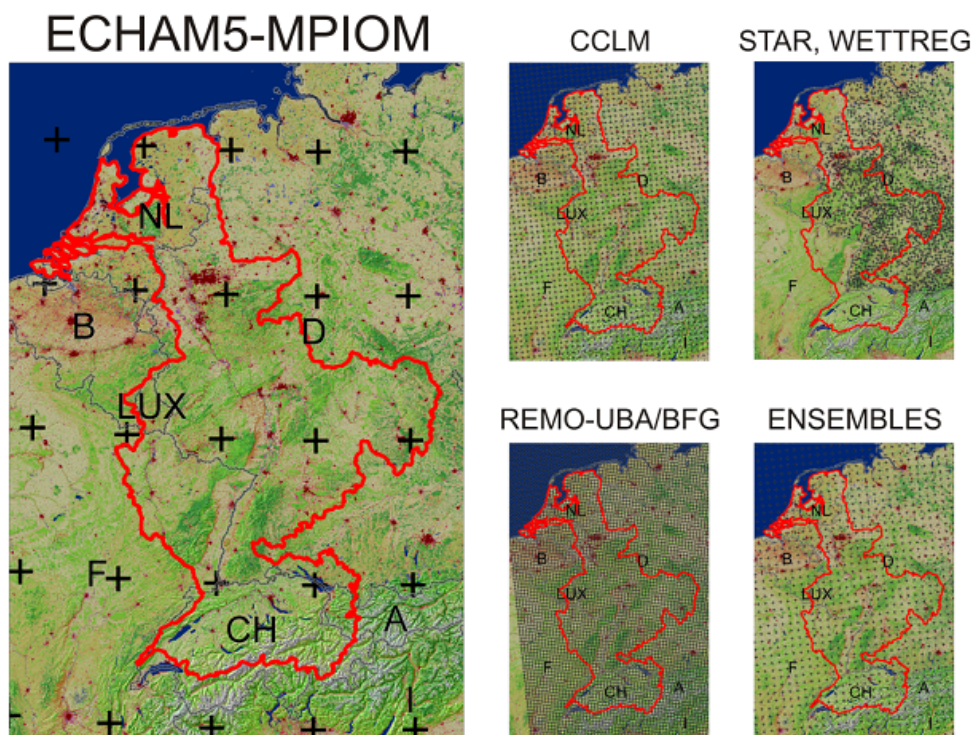 ECHAM5-MPIOM
NL
B
D
LUX
F
CH
A
I
CCLM
NL
B
D
LUX
F
CH
A
I
STAR, WETTREG
NL
B
D
LUX
F
CH
A
I
REMO-UBA/BFG
NL
B
D
LUX
F
CH
A
I
ENSEMBLES
NL
B
D
LUX
F
CH
A
I